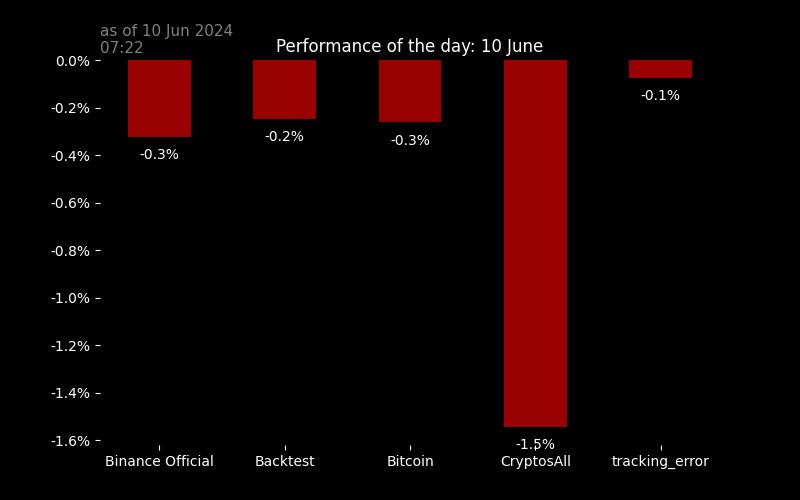 as of 10 Jun 2024
07:22
Performance of the day: 10 June
0.0%
-0.2%
-0.4%
-0.6%
-0.8%
-1.0%
-1.2%
-1.4%
-1.6%
-0.3%
-0.2%
-0.3%
-1.5%
-0.1%
Binance Official
Backtest
Bitcoin
CryptosAll
tracking_error